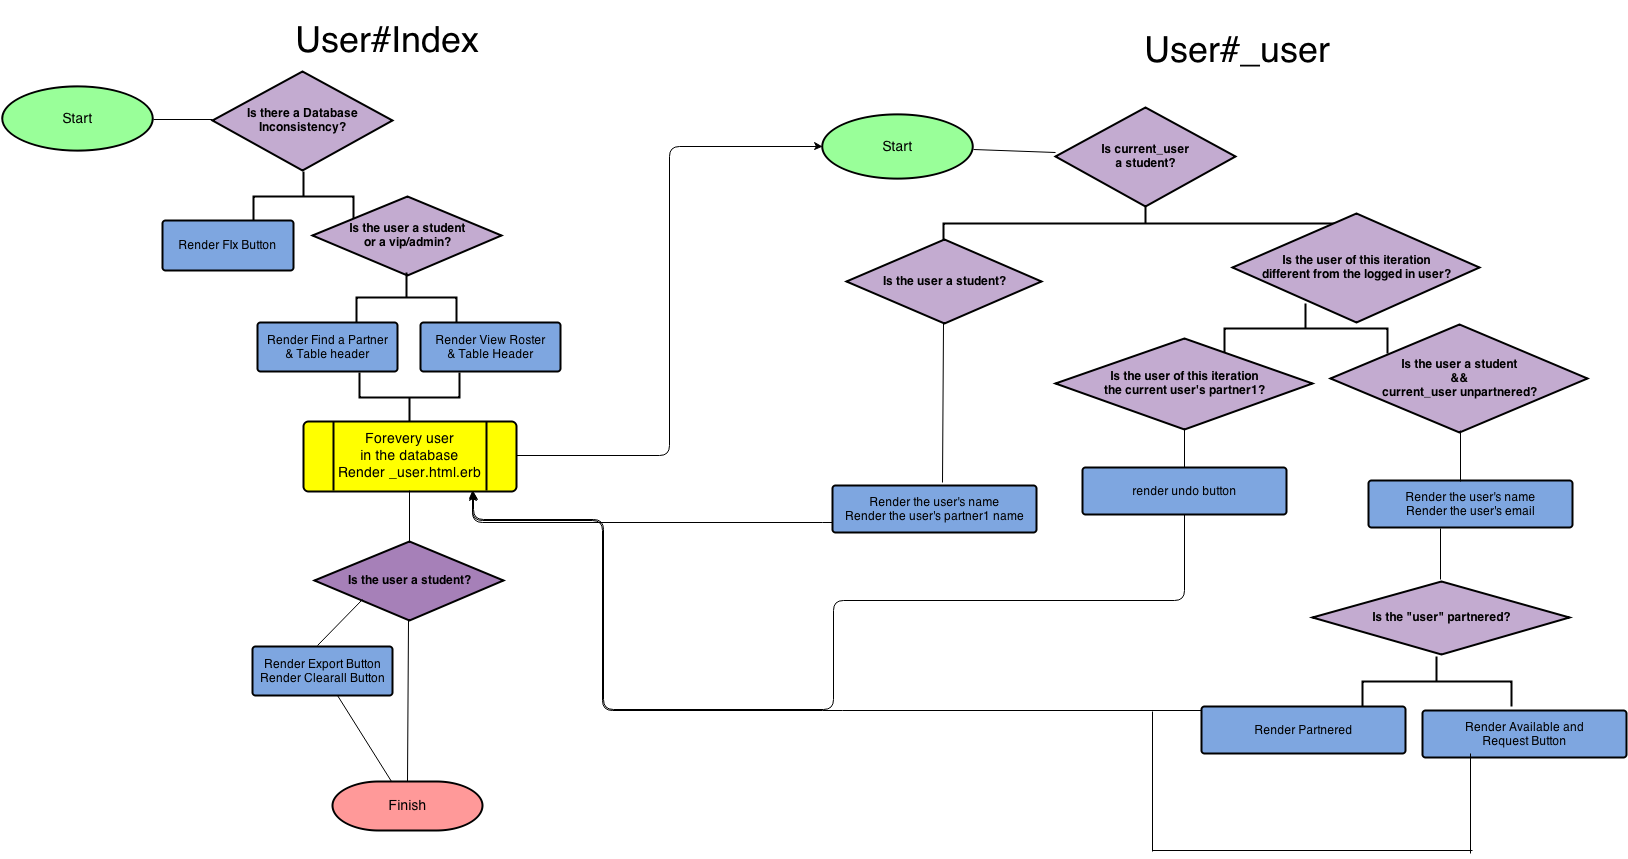 User#Index
Start
Is there a Database
Inconsistency?
Render FIx Button
Is the user a student
or a vip/admin?
Render Find a Partner
& Table header
Render View Roster
& Table Header
Forevery user
in the database
Render _user.html.erb
Is the user a student?
Render Export Button
Render Clearall Button
Finish
User#_user
Start
Is current_user
a student?
Is the user a student?
Render the user's name
Render the user's partner1 name
Is the user of this iteration
different from the logged in user?
Is the user of this iteration
the current user's partner1?
render undo button
Is the user a student
&&
current_user unpartnered?
Render the user's name
Render the user's email
Is the "user" partnered?
Render Partnered
Render Available and
Request Button